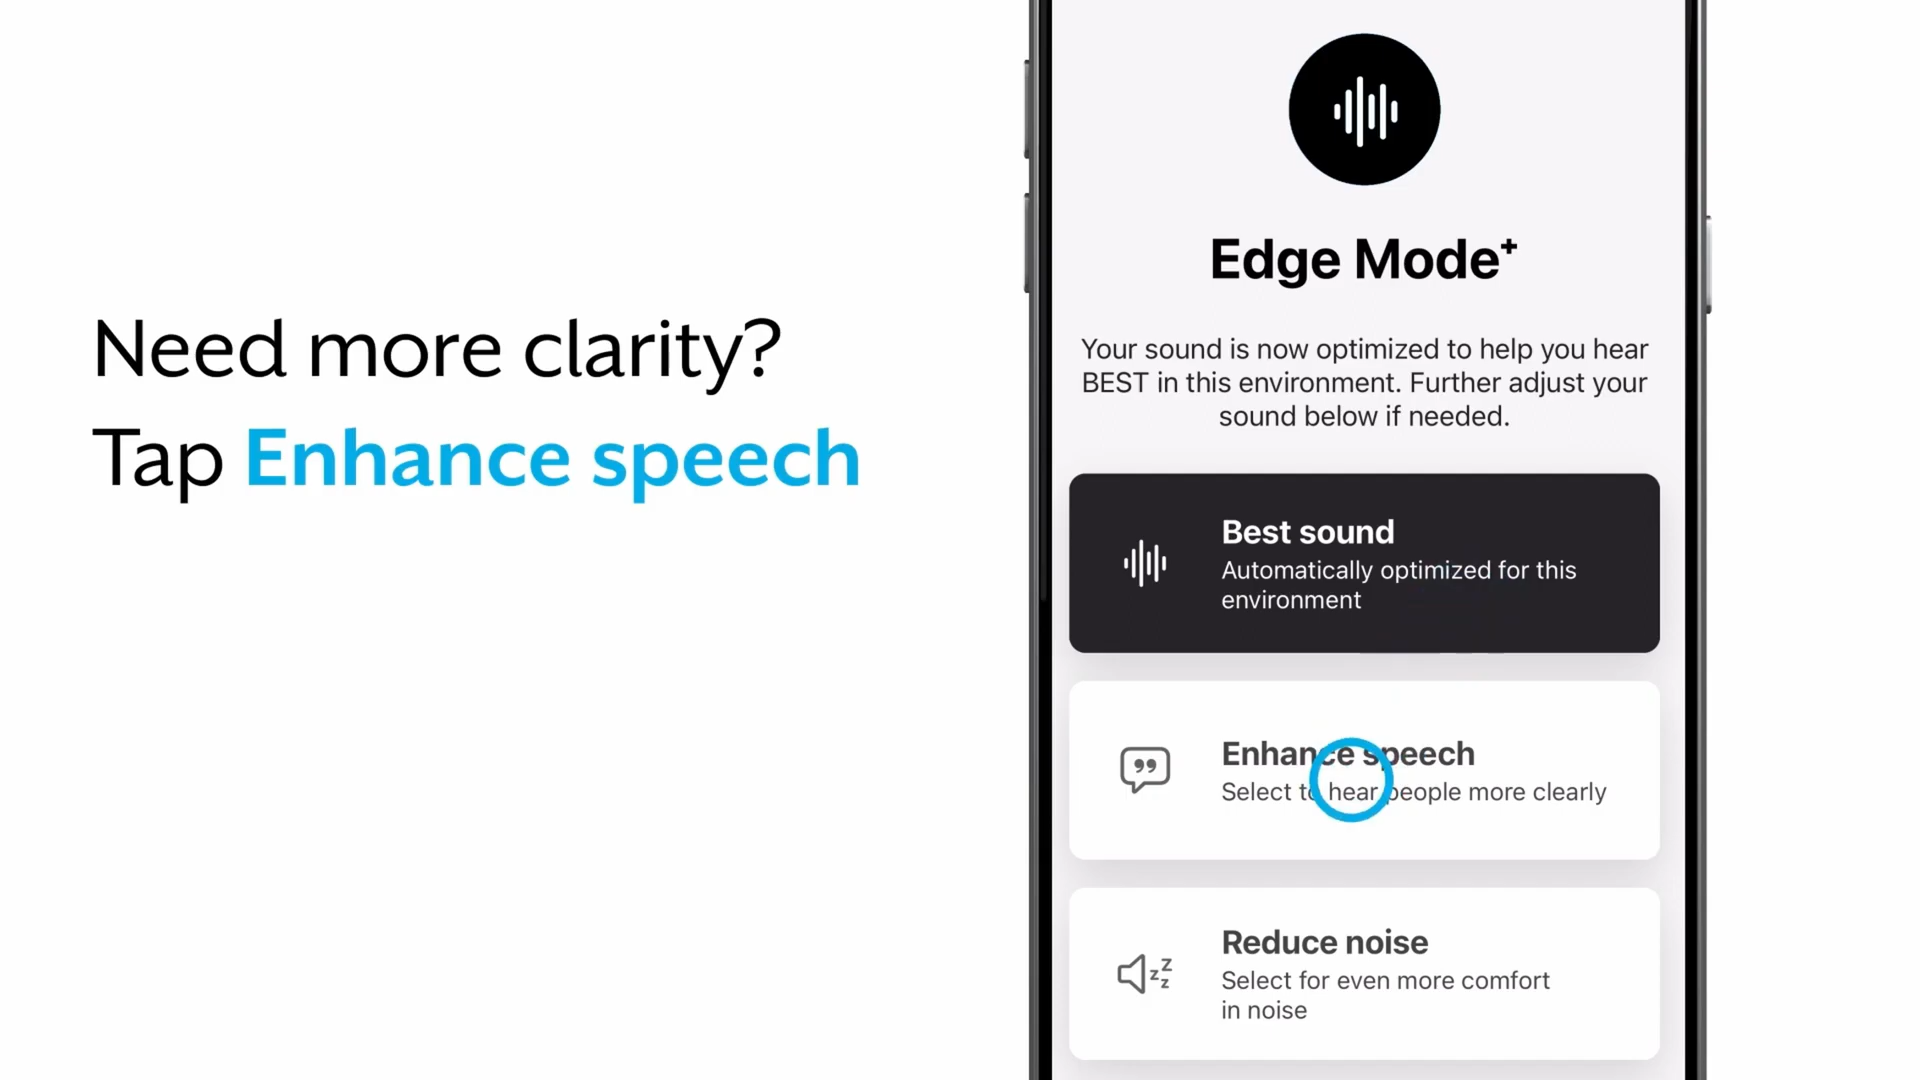 Need more clarity?
Tap Enhance speech
Edge Mode⁺
Your sound is now optimized to help you hear
BEST in this environment. Further adjust your
sound below if needed.
Best sound
Automatically optimized for this
environment
Enhance speech
Select to hear people more clearly
Reduce noise
Select for even more comfort
in noise